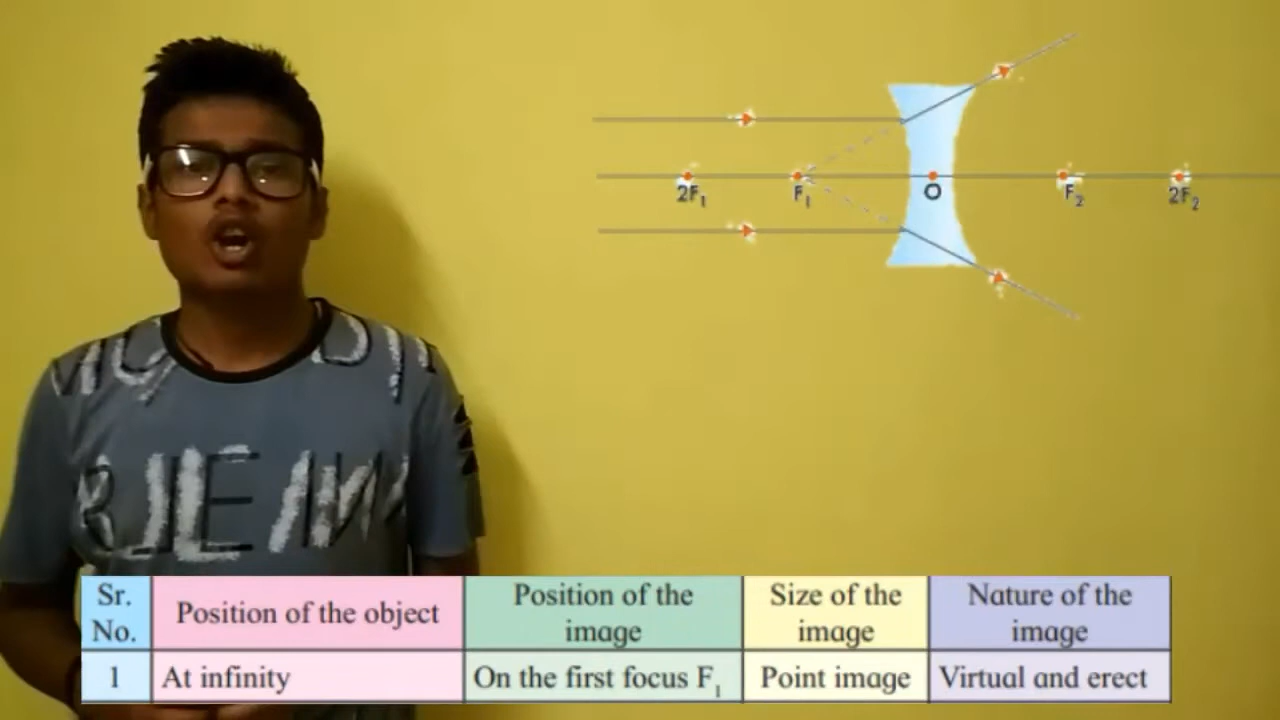 2F₁ F₁ O F₂ 2F₂
Sr. No. Position of the object Position of the image Size of the image Nature of the image
1 At infinity On the first focus F₁ Point image Virtual and erect